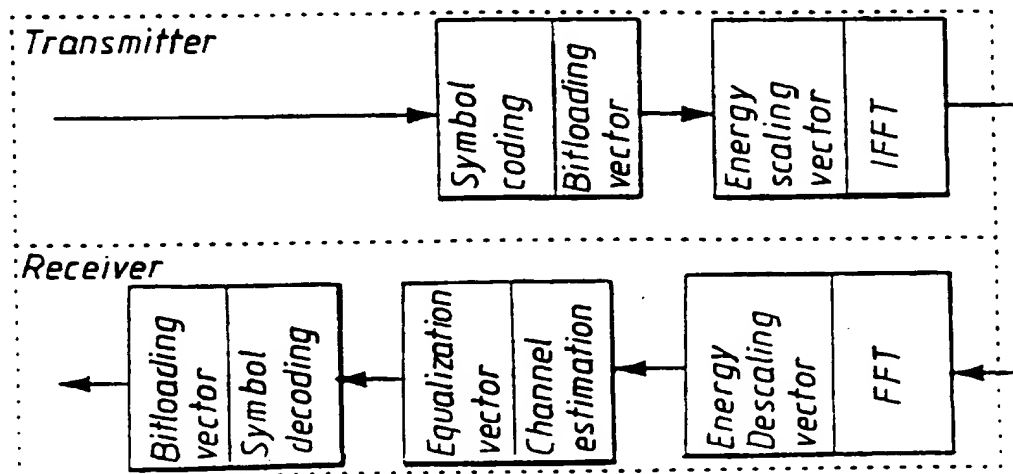 Transmitter
Symbol
coding
Bitloading
vector
Energy
scaling
vector
IFFT
Receiver
Bitloading
vector
Symbol
decoding
Equalization
vector
Channel
estimation
Energy
Descaling
vector
FFT